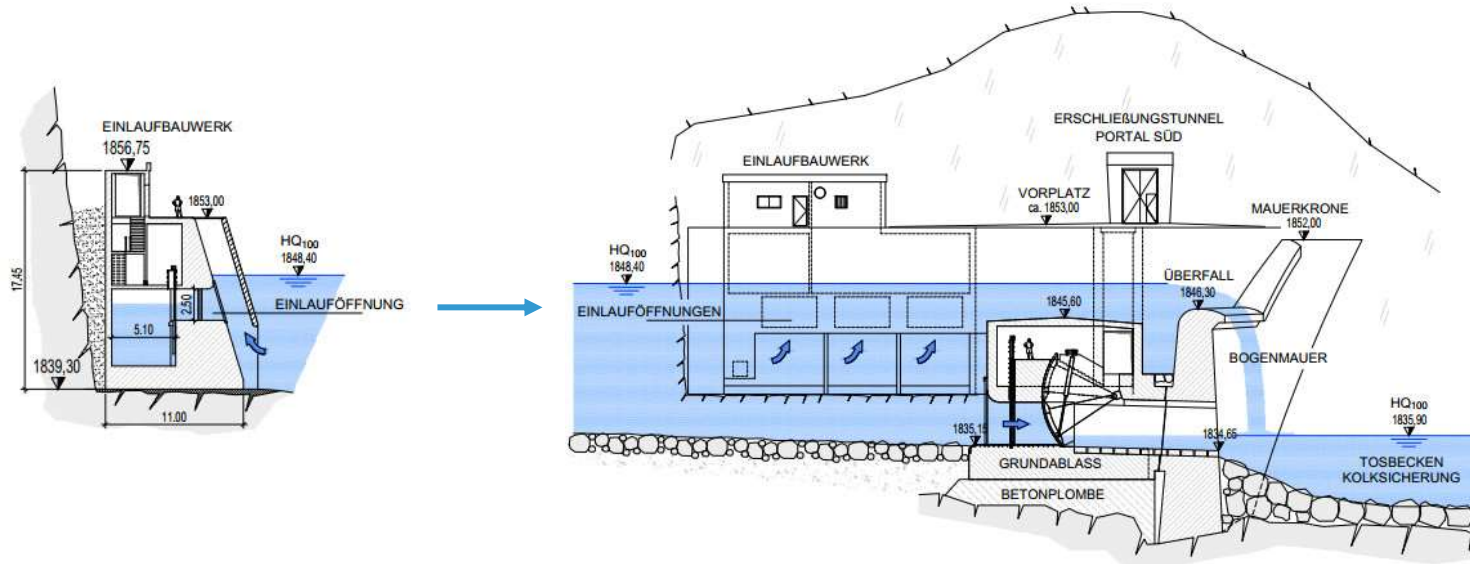 EINLAUFBAUWERK
1856,75
1853,00
HQ100
1848,40
EINLAUFÖFFNUNG
17,45
2,50
5.10
1839,30
11.00
ERSCHLIEßUNGSTUNNEL
PORTAL SÜD
EINLAUFBAUWERK
VORPLATZ
ca. 1853,00
MAUERKRONE
1852,00
HQ100
1848,40
ÜBERFALL
1846,30
EINLAUFÖFFNUNGEN
1845,60
BOGENMAUER
HQ100
1835,90
1835,15
1834,65
GRUNDABLASS
TOSBECKEN
KOLKSICHERUNG
BETONPLOMBE